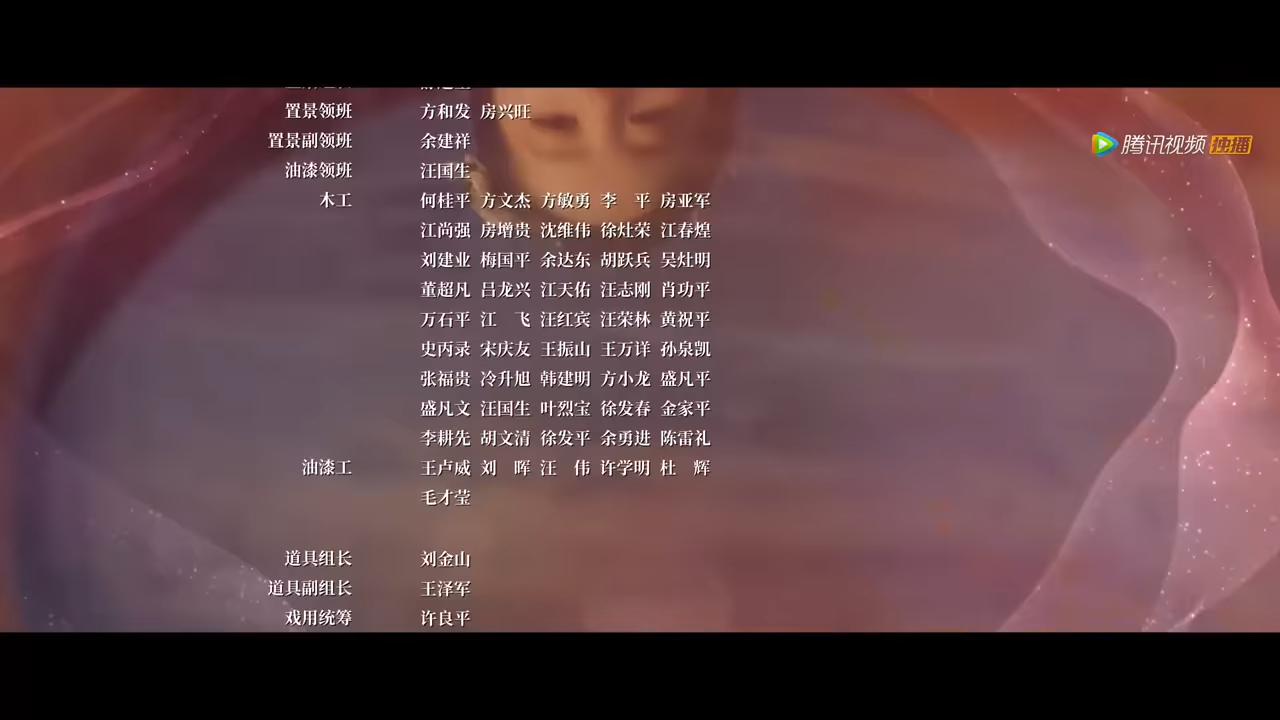 置景领班 方和发 房兴旺
置景副领班 余建祥
油漆领班 汪国生
木工 何桂平 方文杰 方敏勇 李 平 房亚军
江尚强 房增贵 沈维伟 徐灶荣 江春煌
刘建业 梅国平 余达东 胡跃兵 吴灶明
董超凡 吕龙兴 江天佑 汪志刚 肖功平
万石平 江 飞 汪红宾 汪荣林 黄祝平
史丙录 宋庆友 王振山 王万详 孙泉凯
张福贵 冷升旭 韩建明 方小龙 盛凡平
盛凡文 汪国生 叶烈宝 徐发春 金家平
李耕先 胡文清 徐发平 余勇进 陈雷礼
油漆工 王卢威 刘 晖 汪 伟 许学明 杜 辉
毛才莹
道具组长 刘金山
道具副组长 王泽军
戏用统筹 许良平
腾讯视频 独播